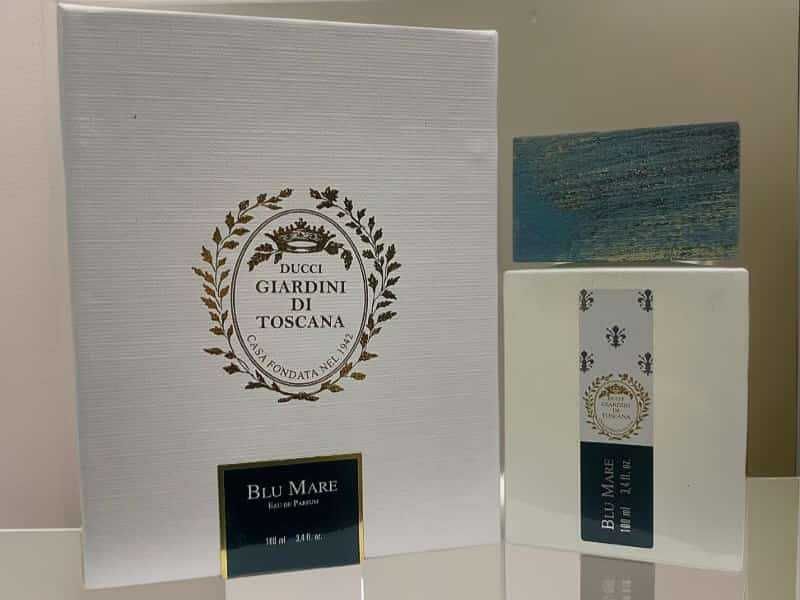 DUCCI
GIARDINI
DI
TOSCANA
CASA FONDATA NEL 1942
BLU MARE
EAU DE PARFUM
100 ml 3,4 fl. oz.
DUCCI
GIARDINI
DI
TOSCANA
BLU MARE
100 ml 3,4 fl. oz.